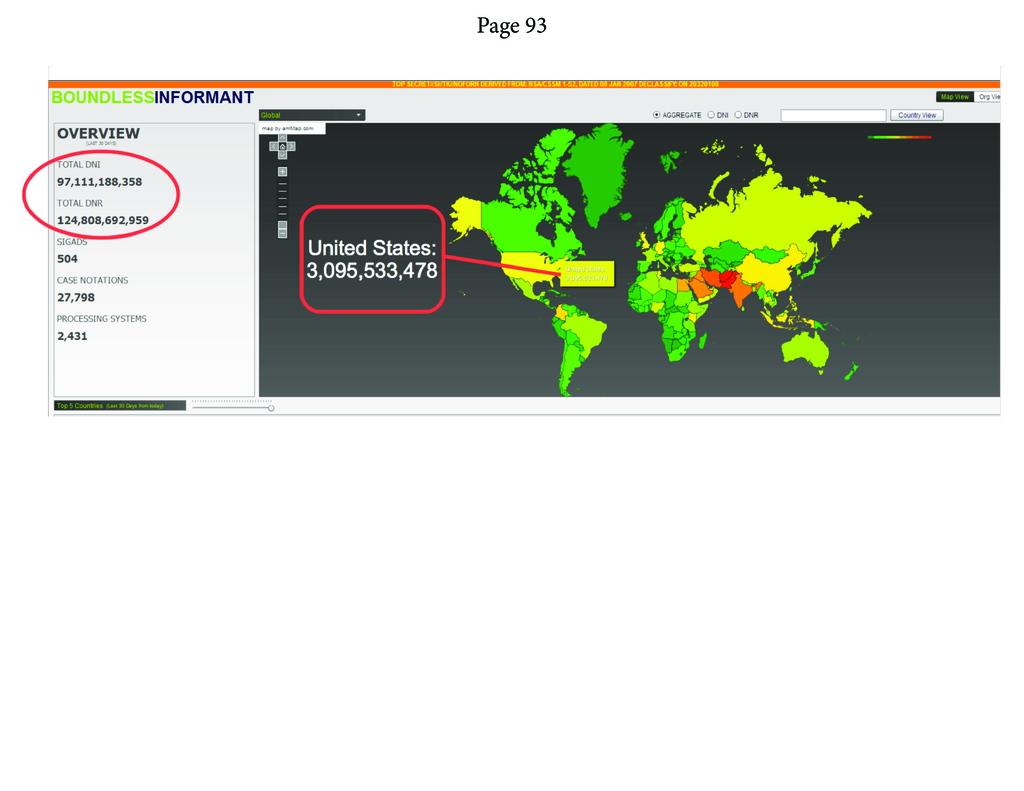 Page 93
TOP SECRET//SI//TK//NOFORN DERIVED FROM: NSA/CSSM 1-52, DATED 08 JAN 2007 DECLASSIFY ON 20320108
BOUNDLESSINFORMANT
Map View Org Vie
Global
AGGREGATE DNI DNR Country View
map by amMap.com
OVERVIEW
(LAST 30 DAYS)
TOTAL DNI
97,111,188,358
TOTAL DNR
124,808,692,959
SIGADS
504
CASE NOTATIONS
27,798
PROCESSING SYSTEMS
2,431
United States:
3,095,533,478
United States
3,095,533,478
Top 5 Countries (Last 30 Days from today)